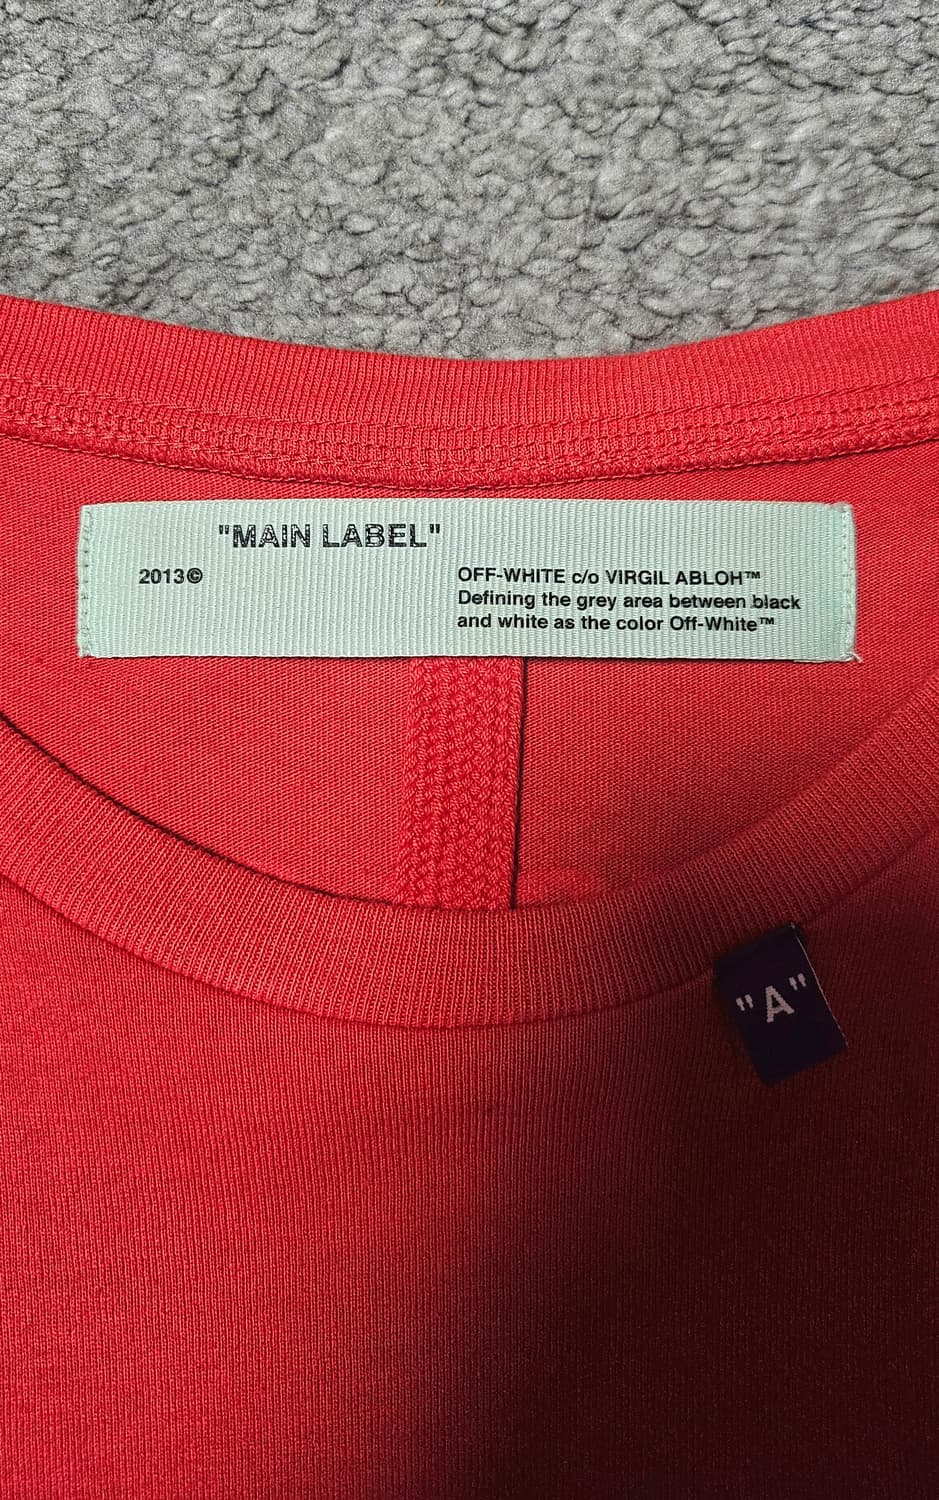 "MAIN LABEL"
2013©
OFF-WHITE c/o VIRGIL ABLOH™
Defining the grey area between black
and white as the color Off-White™
"A"